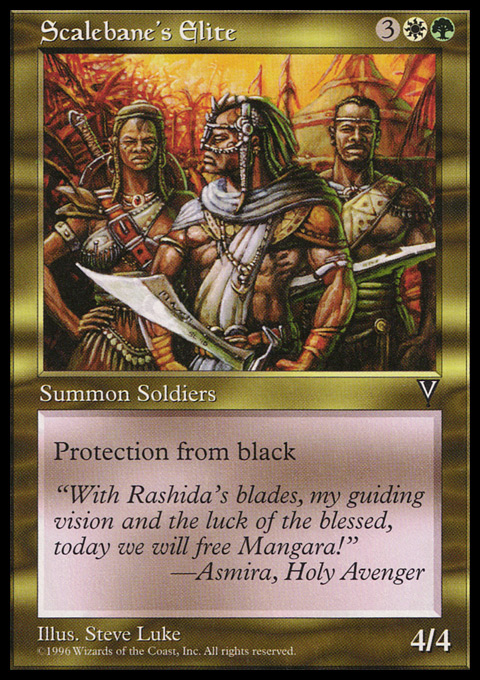 Scalebane's Elite 3
Summon Soldiers
Protection from black
"With Rashida's blades, my guiding
vision and the luck of the blessed,
today we will free Mangara!"
—Asmira, Holy Avenger
Illus. Steve Luke
©1996 Wizards of the Coast, Inc. All rights reserved.
4/4